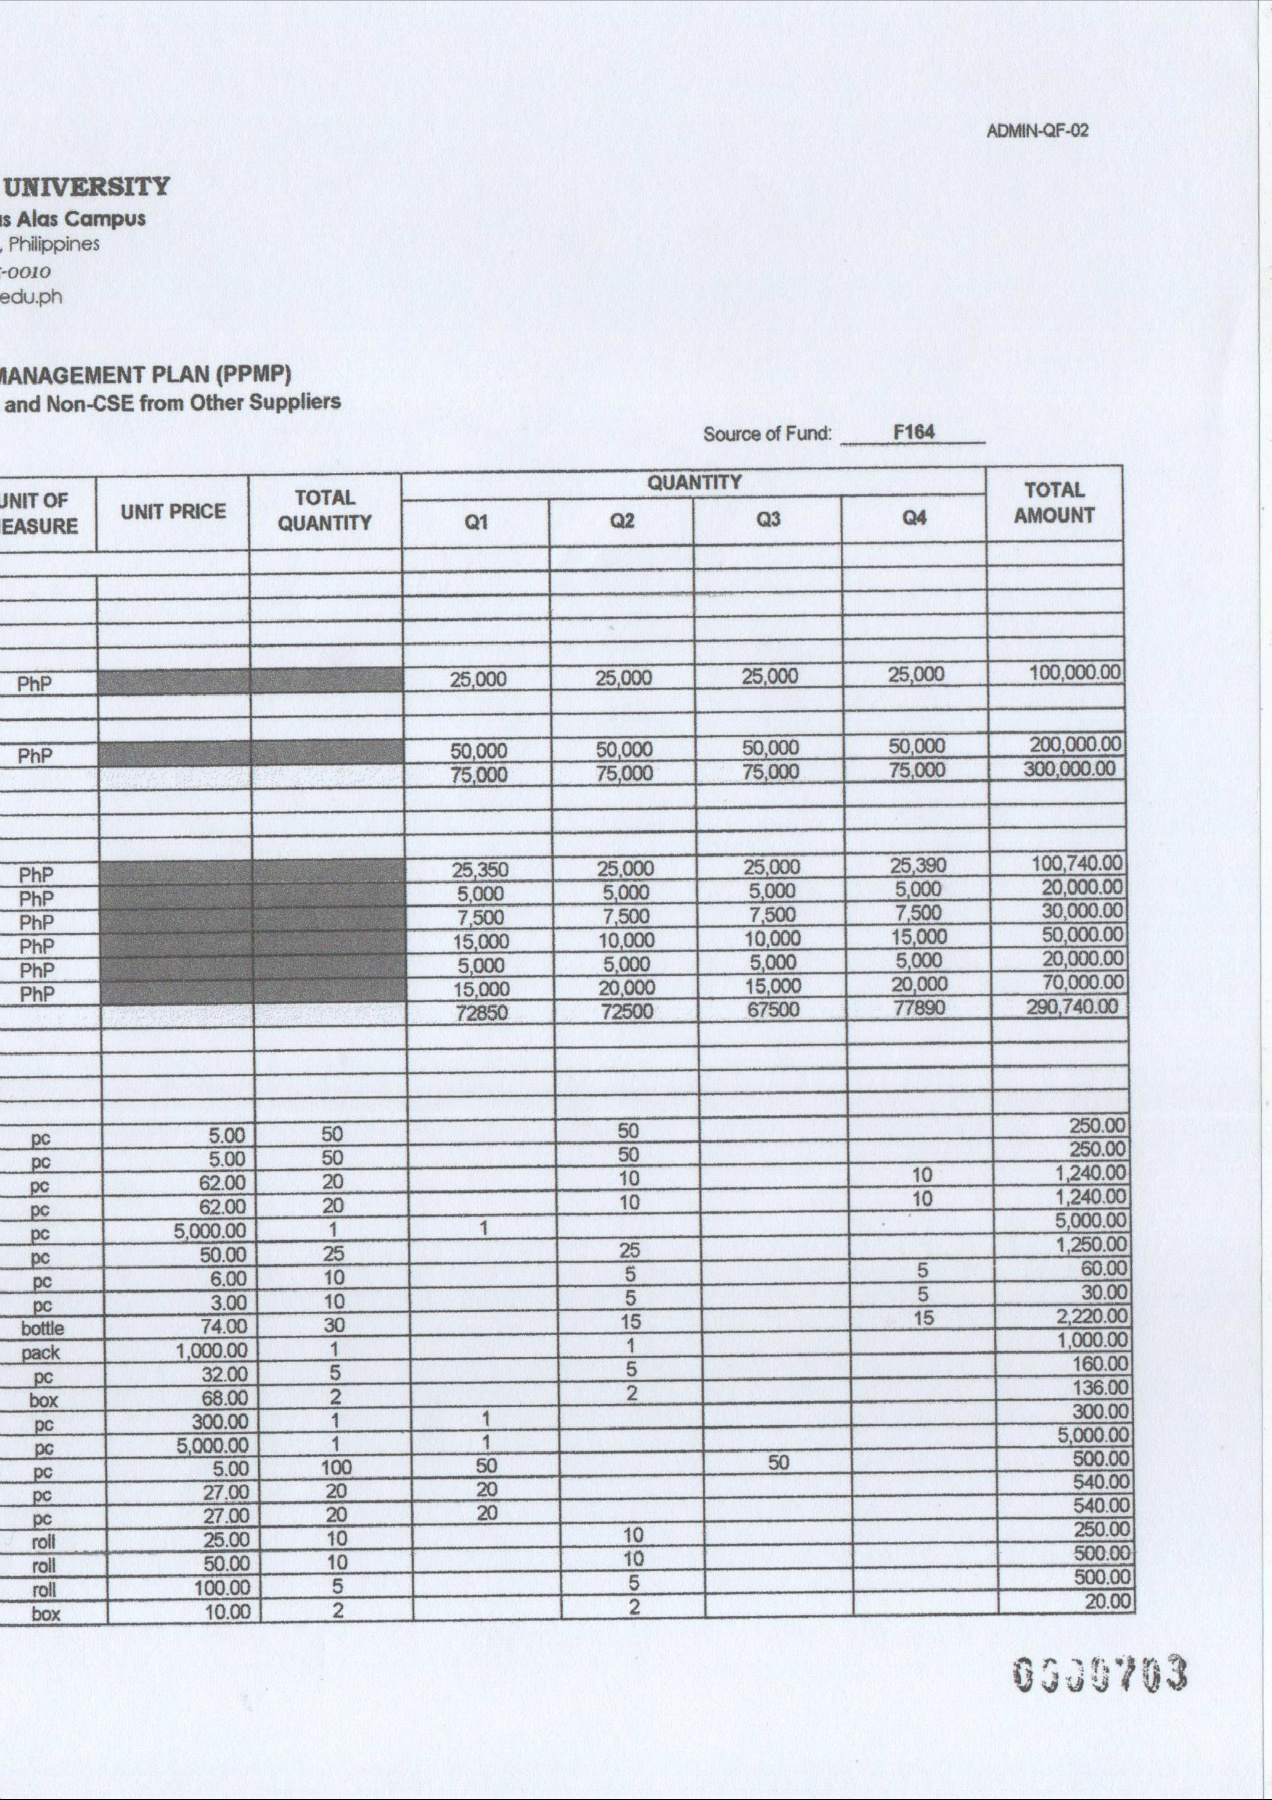 ADMIN-QF-02
UNIVERSITY
as Alas Campus
, Philippines
-0010
edu.ph
MANAGEMENT PLAN (PPMP)
and Non-CSE from Other Suppliers
Source of Fund: F164
UNIT OF MEASURE UNIT PRICE TOTAL QUANTITY QUANTITY TOTAL AMOUNT
Q1 Q2 Q3 Q4
PhP 25,000 25,000 25,000 25,000 100,000.00
PhP 50,000 50,000 50,000 50,000 200,000.00
75,000 75,000 75,000 75,000 300,000.00
PhP 25,350 25,000 25,000 25,390 100,740.00
PhP 5,000 5,000 5,000 5,000 20,000.00
PhP 7,500 7,500 7,500 7,500 30,000.00
PhP 15,000 10,000 10,000 15,000 50,000.00
PhP 5,000 5,000 5,000 5,000 20,000.00
PhP 15,000 20,000 15,000 20,000 70,000.00
72850 72500 67500 77890 290,740.00
pc 5.00 50 50 250.00
pc 5.00 50 50 250.00
pc 62.00 20 10 10 1,240.00
pc 62.00 20 10 10 1,240.00
pc 5,000.00 1 1 5,000.00
pc 50.00 25 25 1,250.00
pc 6.00 10 5 5 60.00
pc 3.00 10 5 5 30.00
bottle 74.00 30 15 15 2,220.00
pack 1,000.00 1 1 1,000.00
pc 32.00 5 5 160.00
box 68.00 2 2 136.00
pc 300.00 1 1 300.00
pc 5,000.00 1 1 5,000.00
pc 5.00 100 50 50 500.00
pc 27.00 20 20 540.00
pc 27.00 20 20 540.00
roll 25.00 10 10 250.00
roll 50.00 10 10 500.00
roll 100.00 5 5 500.00
box 10.00 2 2 20.00
0000703